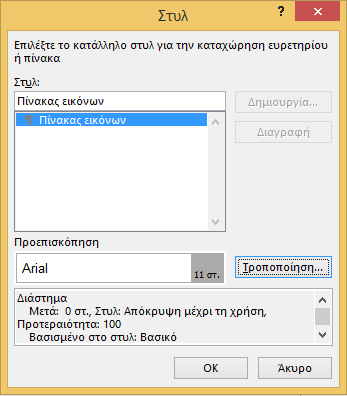 Στυλ
?
Επιλέξτε το κατάλληλο στυλ για την καταχώρηση ευρετηρίου
ή πίνακα
Στυλ:
Πίνακας εικόνων
Δημιουργία...
¶ Πίνακας εικόνων
Διαγραφή
Προεπισκόπηση
Arial
11 στ.
Τροποποίηση...
Διάστημα
Μετά: 0 στ., Στυλ: Απόκρυψη μέχρι τη χρήση,
Προτεραιότητα: 100
Βασισμένο στο στυλ: Βασικό
OK
Άκυρο